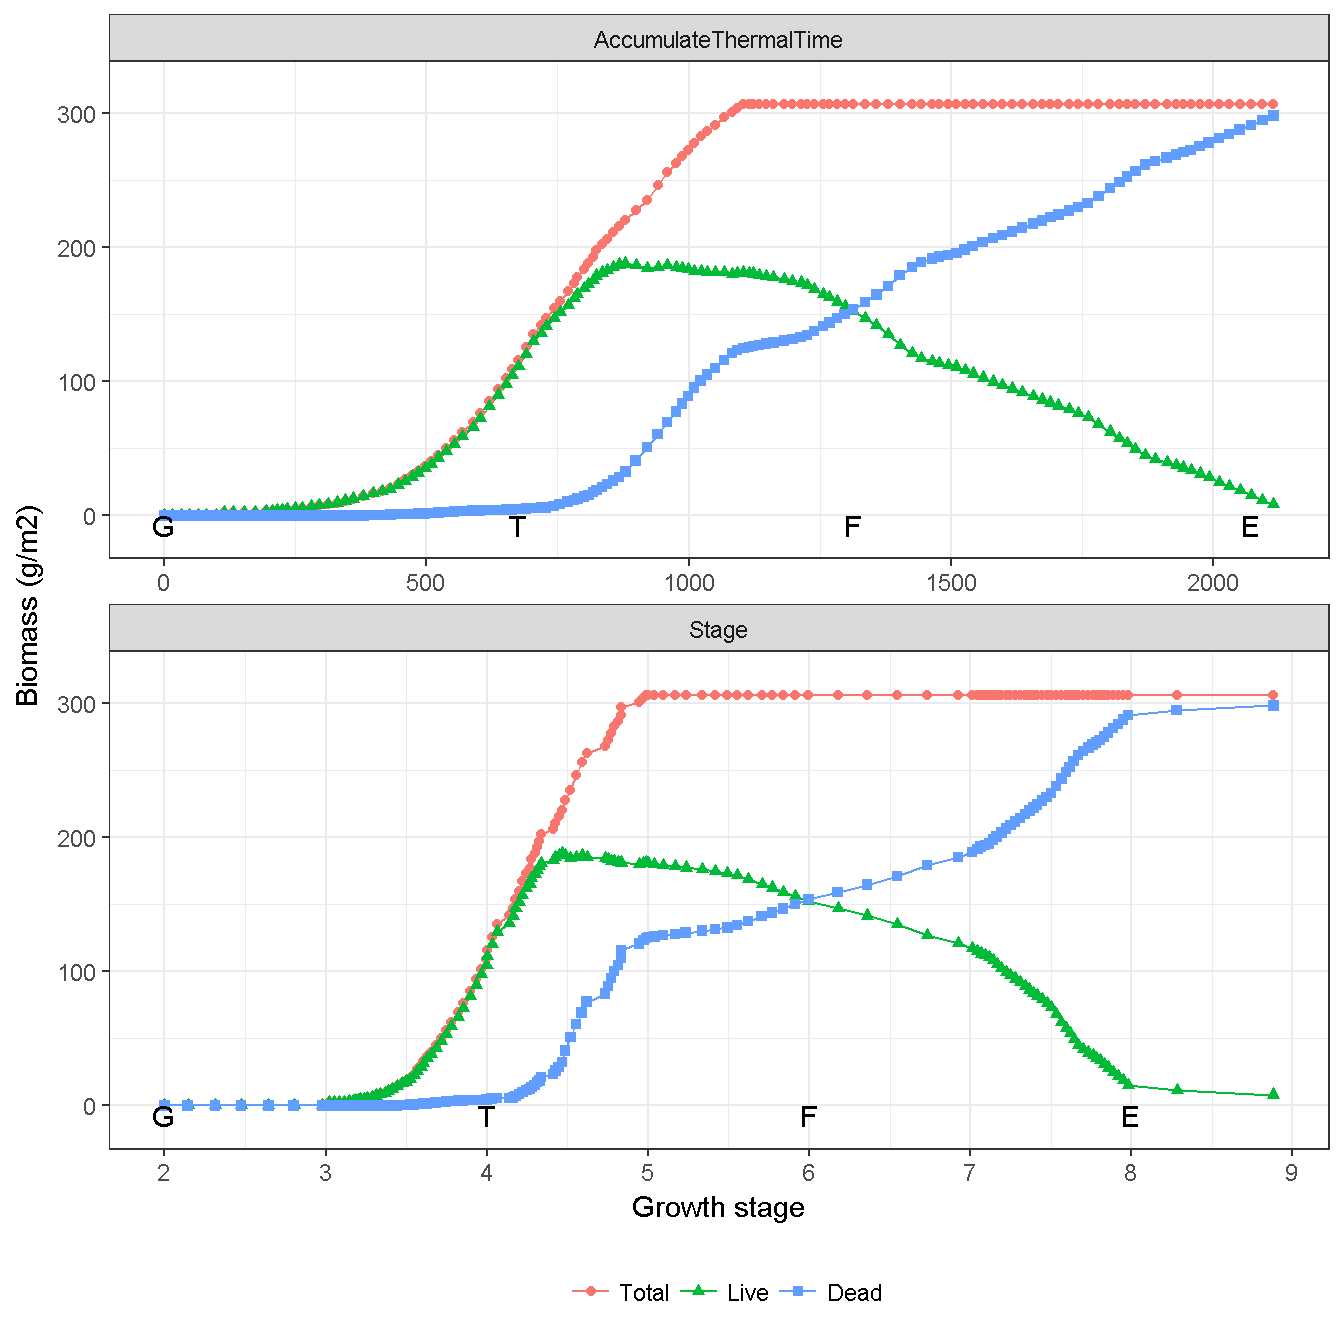 AccumulateThermalTime
300
200
100
0
G T F E
0 500 1000 1500 2000
Biomass (g/m2)
Stage
300
200
100
0
G T F E
2 3 4 5 6 7 8 9
Growth stage
Total Live Dead